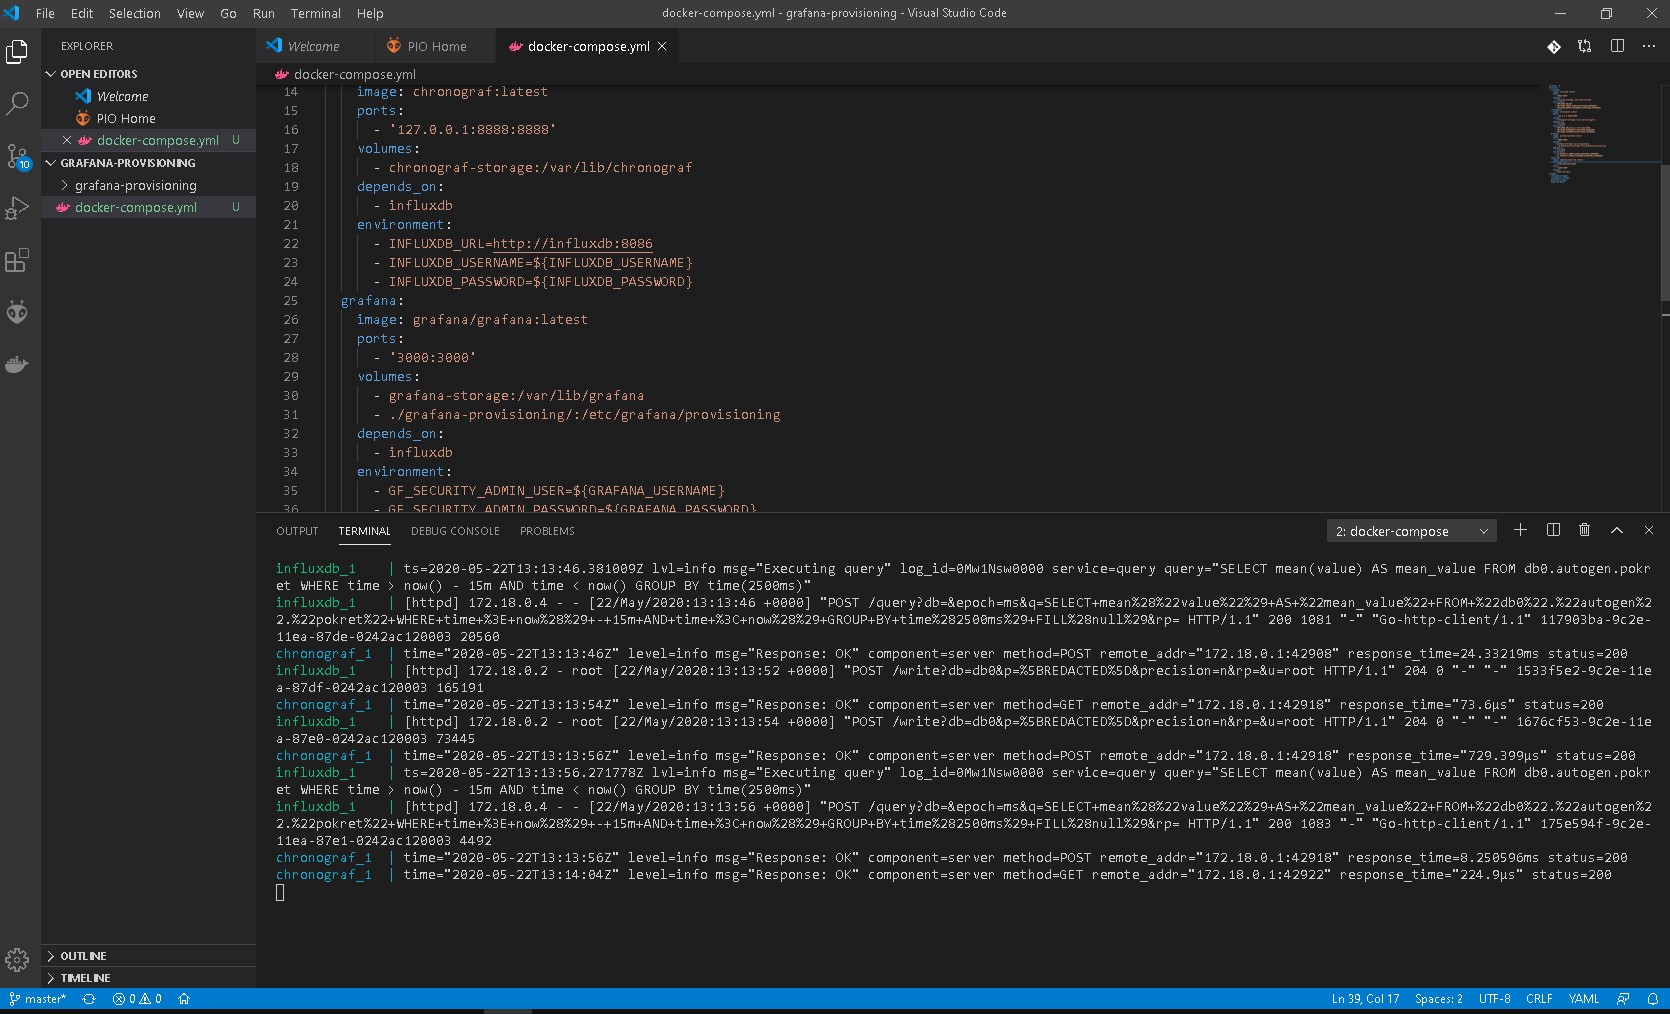 File Edit Selection View Go Run Terminal Help
docker-compose.yml - grafana-provisioning - Visual Studio Code
EXPLORER
OPEN EDITORS
Welcome
PIO Home
docker-compose.yml U
GRAFANA-PROVISIONING
grafana-provisioning
docker-compose.yml U
10
OUTLINE
TIMELINE
Welcome PIO Home docker-compose.yml
docker-compose.yml
14 image: chronograf:latest
15 ports:
16 - '127.0.0.1:8888:8888'
17 volumes:
18 - chronograf-storage:/var/lib/chronograf
19 depends_on:
20 - influxdb
21 environment:
22 - INFLUXDB_URL=http://influxdb:8086
23 - INFLUXDB_USERNAME=${INFLUXDB_USERNAME}
24 - INFLUXDB_PASSWORD=${INFLUXDB_PASSWORD}
25 grafana:
26 image: grafana/grafana:latest
27 ports:
28 - '3000:3000'
29 volumes:
30 - grafana-storage:/var/lib/grafana
31 - ./grafana-provisioning/:/etc/grafana/provisioning
32 depends_on:
33 - influxdb
34 environment:
35 - GF_SECURITY_ADMIN_USER=${GRAFANA_USERNAME}
36 - GF_SECURITY_ADMIN_PASSWORD=${GRAFANA_PASSWORD}
OUTPUT TERMINAL DEBUG CONSOLE PROBLEMS
2: docker-compose
influxdb_1 | ts=2020-05-22T13:13:46.381009Z lvl=info msg="Executing query" log_id=0Mw1Nsw0000 service=query query="SELECT mean(value) AS mean_value FROM db0.autogen.pokr
et WHERE time > now() - 15m AND time < now() GROUP BY time(2500ms)"
influxdb_1 | [httpd] 172.18.0.4 - - [22/May/2020:13:13:46 +0000] "POST /query?db=&epoch=ms&q=SELECT+mean%28%22value%22%29+AS+%22mean_value%22+FROM+%22db0%22.%22autogen%2
2.%22pokret%22+WHERE+time+%3E+now%28%29+-+15m+AND+time+%3C+now%28%29+GROUP+BY+time%282500ms%29+FILL%28null%29&rp= HTTP/1.1" 200 1081 "-" "Go-http-client/1.1" 117903ba-9c2e-
11ea-87de-0242ac120003 20560
chronograf_1 | time="2020-05-22T13:13:46Z" level=info msg="Response: OK" component=server method=POST remote_addr="172.18.0.1:42908" response_time=24.33219ms status=200
influxdb_1 | [httpd] 172.18.0.2 - root [22/May/2020:13:13:52 +0000] "POST /write?db=db0&p=%5BREDACTED%5D&precision=n&rp=&u=root HTTP/1.1" 204 0 "-" "-" 1533f5e2-9c2e-11e
a-87df-0242ac120003 165191
chronograf_1 | time="2020-05-22T13:13:54Z" level=info msg="Response: OK" component=server method=GET remote_addr="172.18.0.1:42918" response_time="73.6µs" status=200
influxdb_1 | [httpd] 172.18.0.2 - root [22/May/2020:13:13:54 +0000] "POST /write?db=db0&p=%5BREDACTED%5D&precision=n&rp=&u=root HTTP/1.1" 204 0 "-" "-" 1676cf53-9c2e-11e
a-87e0-0242ac120003 73445
chronograf_1 | time="2020-05-22T13:13:56Z" level=info msg="Response: OK" component=server method=POST remote_addr="172.18.0.1:42918" response_time="729.399µs" status=200
influxdb_1 | ts=2020-05-22T13:13:56.271778Z lvl=info msg="Executing query" log_id=0Mw1Nsw0000 service=query query="SELECT mean(value) AS mean_value FROM db0.autogen.pokr
et WHERE time > now() - 15m AND time < now() GROUP BY time(2500ms)"
influxdb_1 | [httpd] 172.18.0.4 - - [22/May/2020:13:13:56 +0000] "POST /query?db=&epoch=ms&q=SELECT+mean%28%22value%22%29+AS+%22mean_value%22+FROM+%22db0%22.%22autogen%2
2.%22pokret%22+WHERE+time+%3E+now%28%29+-+15m+AND+time+%3C+now%28%29+GROUP+BY+time%282500ms%29+FILL%28null%29&rp= HTTP/1.1" 200 1083 "-" "Go-http-client/1.1" 175e594f-9c2e-
11ea-87e1-0242ac120003 4492
chronograf_1 | time="2020-05-22T13:13:56Z" level=info msg="Response: OK" component=server method=POST remote_addr="172.18.0.1:42918" response_time=8.250596ms status=200
chronograf_1 | time="2020-05-22T13:14:04Z" level=info msg="Response: OK" component=server method=GET remote_addr="172.18.0.1:42922" response_time="224.9µs" status=200
master* 0 0
Ln 39, Col 17 Spaces: 2 UTF-8 CRLF YAML